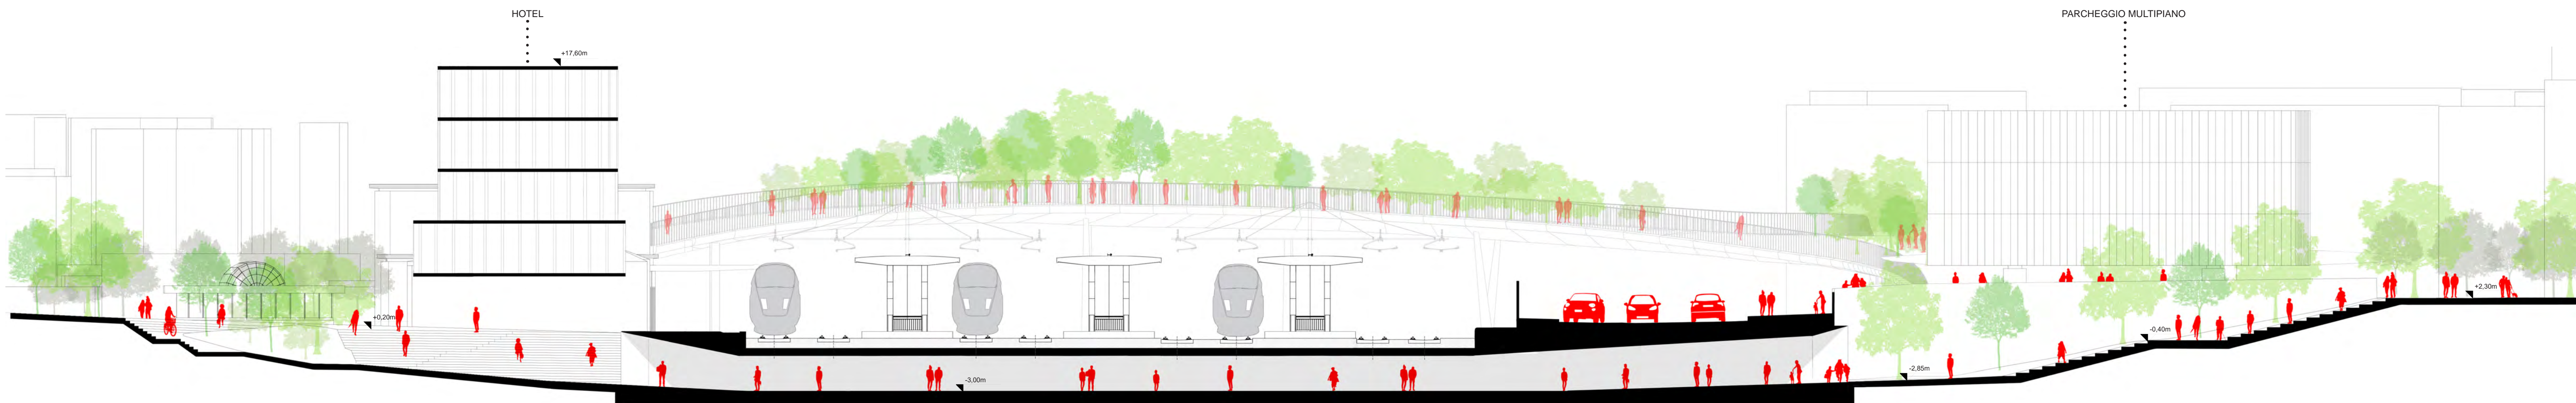 HOTEL
PARCHEGGIO MULTIPIANO
+17,60m
+2,30m
+0,20m
-0,40m
-2,85m
-3,00m